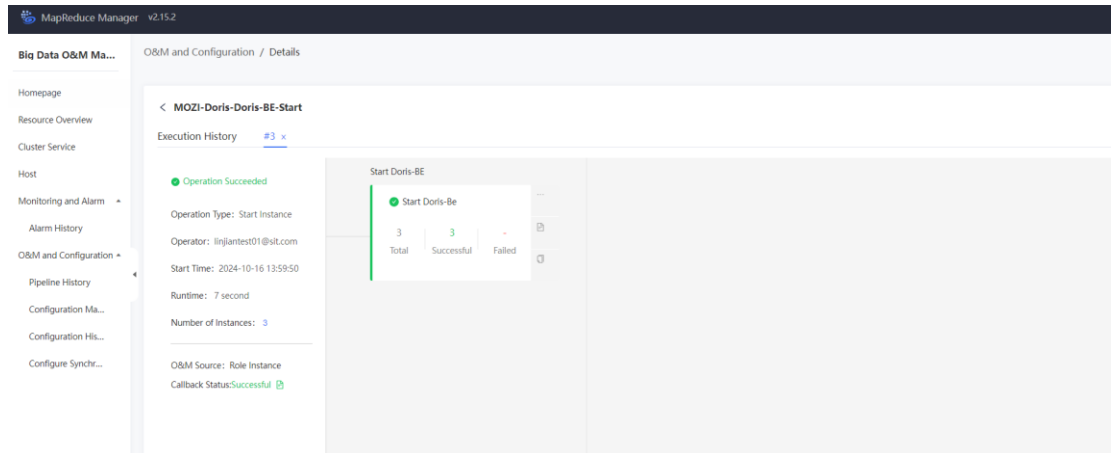 MapReduce Manager v2.15.2
Big Data O&M Ma...
O&M and Configuration / Details
Homepage
Resource Overview
Cluster Service
Host
Monitoring and Alarm
Alarm History
O&M and Configuration
Pipeline History
Configuration Ma...
Configuration His...
Configure Synchr...
< MOZI-Doris-Doris-BE-Start
Execution History #3 ×
Operation Succeeded
Operation Type: Start Instance
Operator: linjiantest01@sit.com
Start Time: 2024-10-16 13:59:50
Runtime: 7 second
Number of Instances: 3
O&M Source: Role Instance
Callback Status:Successful
Start Doris-BE
Start Doris-Be
3 3 -
Total Successful Failed